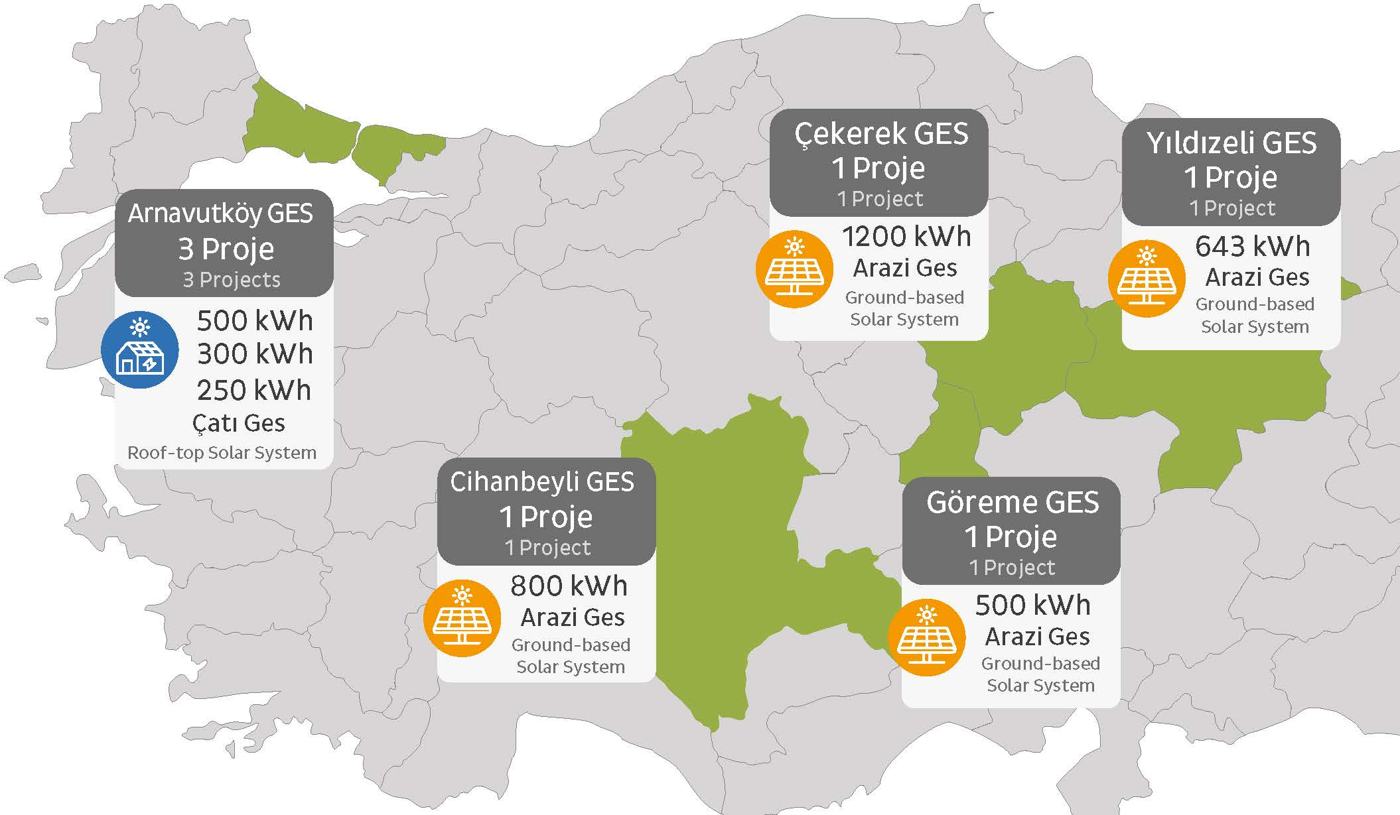 Çekerek GES
1 Proje
1 Project
1200 kWh
Arazi Ges
Ground-based
Solar System
Yıldızeli GES
1 Proje
1 Project
643 kWh
Arazi Ges
Ground-based
Solar System
Arnavutköy GES
3 Proje
3 Projects
500 kWh
300 kWh
250 kWh
Çatı Ges
Roof-top Solar System
Cihanbeyli GES
1 Proje
1 Project
800 kWh
Arazi Ges
Ground-based
Solar System
Göreme GES
1 Proje
1 Project
500 kWh
Arazi Ges
Ground-based
Solar System